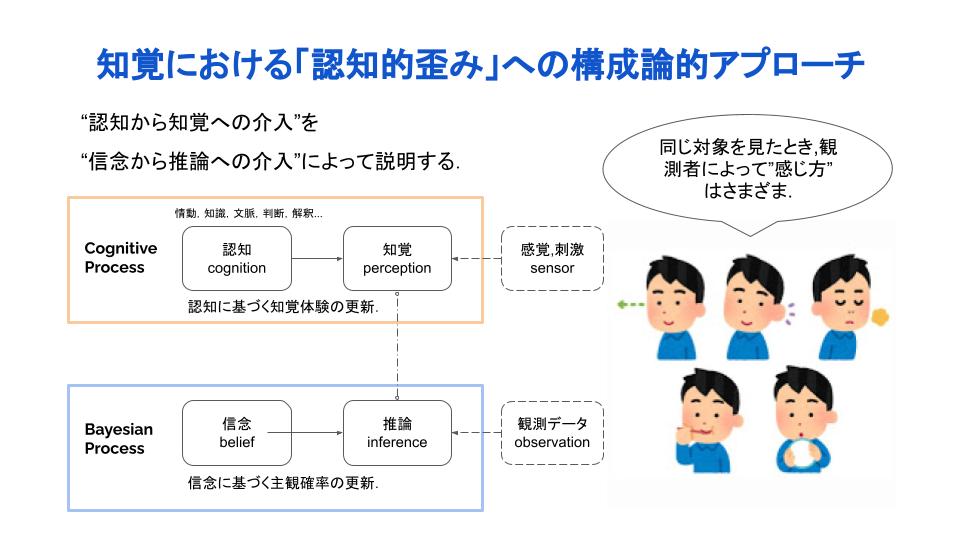 知覚における「認知的歪み」への構成論的アプローチ
“認知から知覚への介入”を
“信念から推論への介入”によって説明する.
同じ対象を見たとき,観
測者によって”感じ方”
はさまざま.
情動, 知識, 文脈, 判断, 解釈...
Cognitive
Process
認知
cognition
知覚
perception
感覚,刺激
sensor
認知に基づく知覚体験の更新.
Bayesian
Process
信念
belief
推論
inference
観測データ
observation
信念に基づく主観確率の更新.